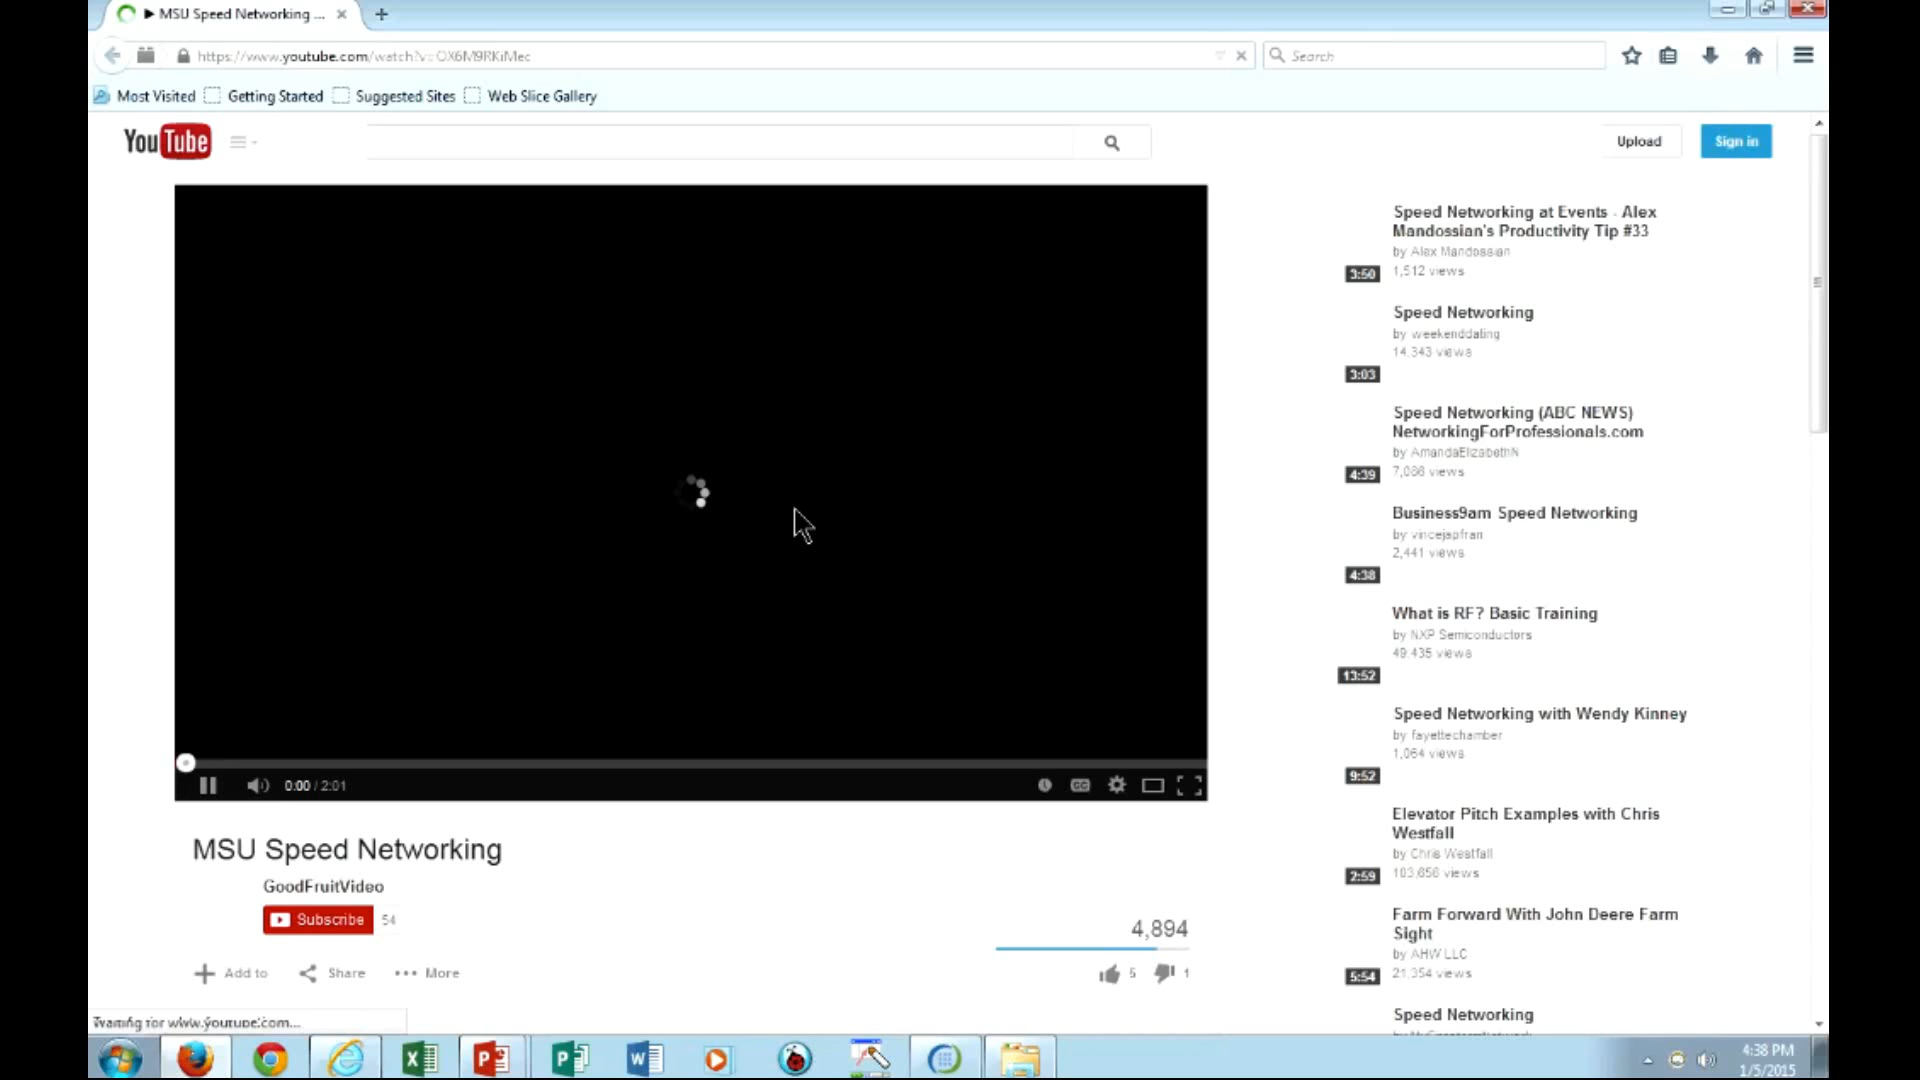 ▶ MSU Speed Networking ...
https://www.youtube.com/watch?v=OX6M9RKiMec
Search
Most Visited
Getting Started
Suggested Sites
Web Slice Gallery
YouTube
Upload
Sign in
Speed Networking at Events - Alex
Mandossian's Productivity Tip #33
by Alex Mandossian
1,512 views
3:50
Speed Networking
by weekenddating
14,343 views
3:03
Speed Networking (ABC NEWS)
NetworkingForProfessionals.com
by AmandaElizabethN
7,086 views
4:39
Business9am Speed Networking
by vincejapfran
2,441 views
4:38
What is RF? Basic Training
by NXP Semiconductors
49,435 views
13:52
Speed Networking with Wendy Kinney
by fayettechamber
1,064 views
9:52
Elevator Pitch Examples with Chris
Westfall
by Chris Westfall
103,656 views
2:59
Farm Forward With John Deere Farm
Sight
by AHW LLC
21,354 views
5:54
Speed Networking
0:00 / 2:01
CC
MSU Speed Networking
GoodFruitVideo
Subscribe 54
4,894
Add to
Share
More
5
1
Waiting for www.youtube.com...
4:38 PM
1/5/2015